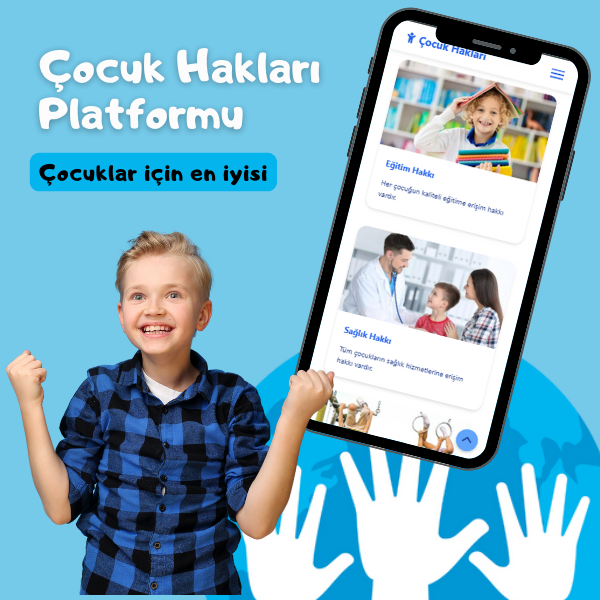 Çocuk Hakları
Platformu
Çocuklar için en iyisi
Çocuk Hakları
Eğitim Hakkı
Her çocuğun kaliteli eğitime erişim hakkı
vardır.
Sağlık Hakkı
Tüm çocukların sağlık hizmetlerine erişim
hakkı vardır.